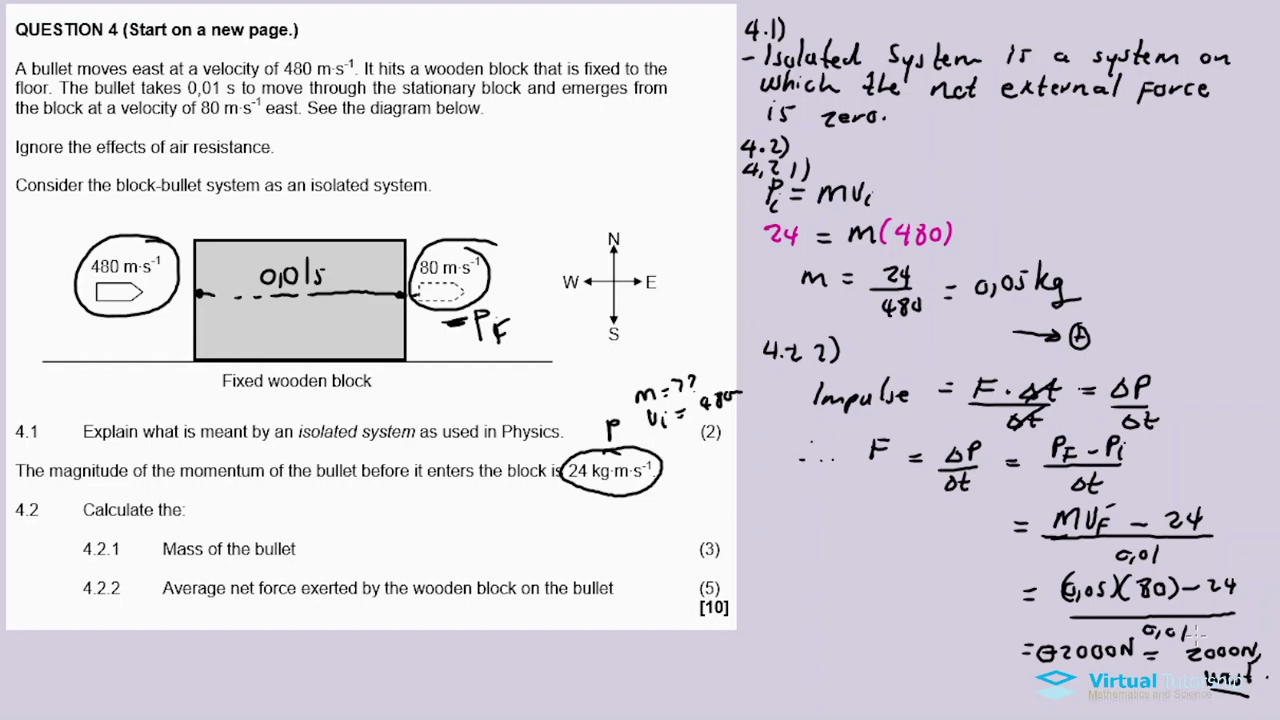 QUESTION 4 (Start on a new page.)
A bullet moves east at a velocity of 480 m·s⁻¹. It hits a wooden block that is fixed to the
floor. The bullet takes 0,01 s to move through the stationary block and emerges from
the block at a velocity of 80 m·s⁻¹ east. See the diagram below.
Ignore the effects of air resistance.
Consider the block-bullet system as an isolated system.
480 m·s⁻¹
0,01s
80 m·s⁻¹
N
W E
S
-PF
Fixed wooden block
m = ??
vi = 480
P
4.1 Explain what is meant by an isolated system as used in Physics. (2)
The magnitude of the momentum of the bullet before it enters the block is 24 kg·m·s⁻¹
4.2 Calculate the:
4.2.1 Mass of the bullet (3)
4.2.2 Average net force exerted by the wooden block on the bullet (5)
[10]
4.1)
- Isolated System is a system on
which the net external Force
is zero.
4.2)
4.2 1)
Pi = mvi
24 = m(480)
m = 24/480 = 0,05kg
→ +
4.2 2)
Impulse = F·Δt/Δt = ΔP/Δt
∴ F = ΔP/Δt = PF - Pi/Δt
= MVF - 24/0,01
= (0,05)(80) - 24/0,01
= -2000N = 2000N,
west.
Virtual Tutorship
Mathematics and Science